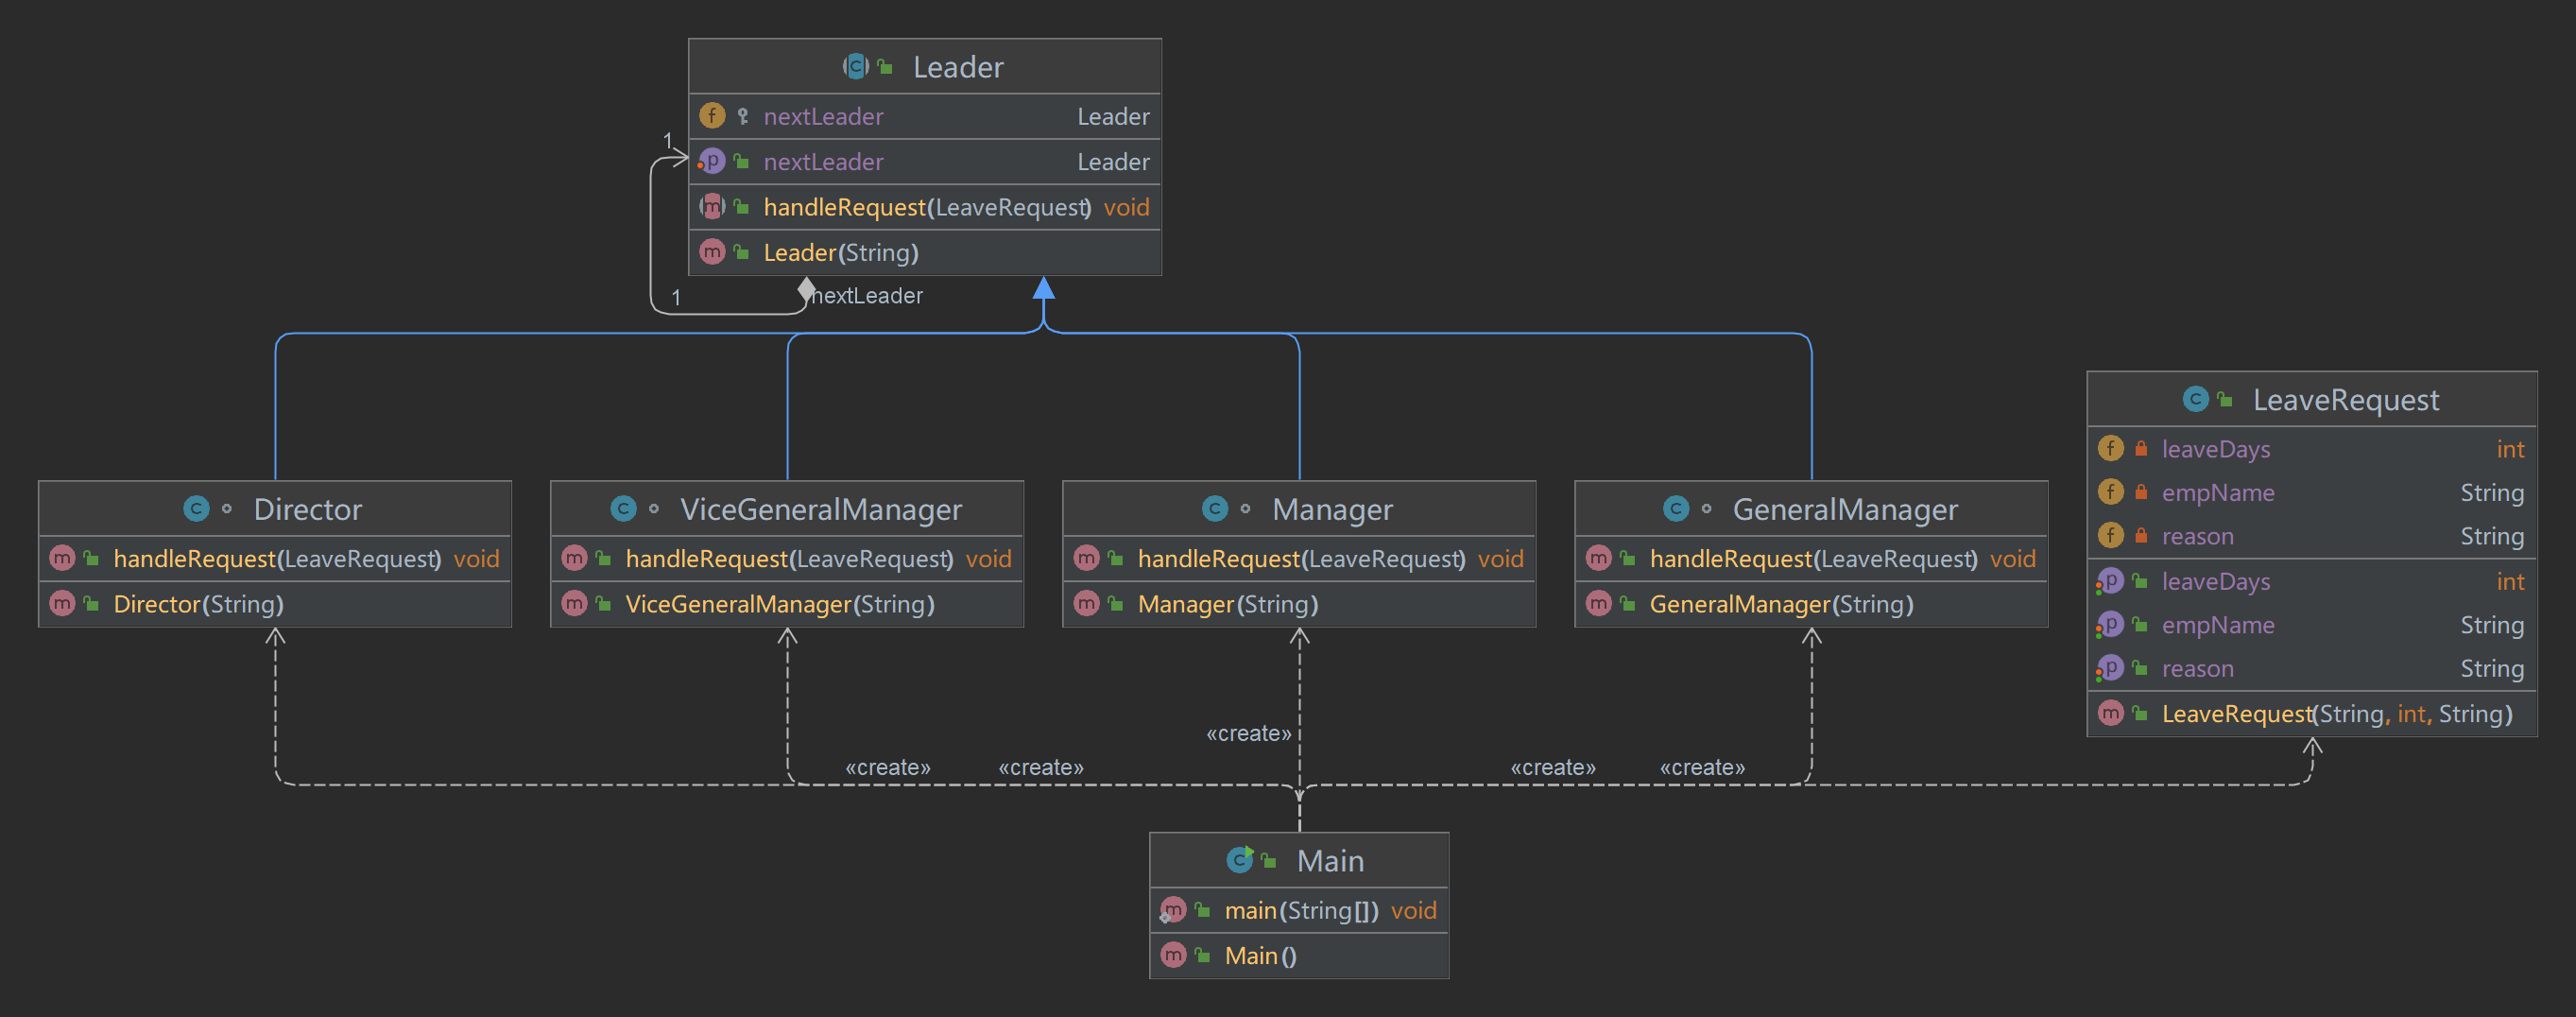 Leader
nextLeader Leader
nextLeader Leader
handleRequest(LeaveRequest) void
Leader(String)
1
1
nextLeader
Director
handleRequest(LeaveRequest) void
Director(String)
ViceGeneralManager
handleRequest(LeaveRequest) void
ViceGeneralManager(String)
Manager
handleRequest(LeaveRequest) void
Manager(String)
GeneralManager
handleRequest(LeaveRequest) void
GeneralManager(String)
LeaveRequest
leaveDays int
empName String
reason String
leaveDays int
empName String
reason String
LeaveRequest(String, int, String)
«create»
«create»
«create»
«create»
«create»
Main
main(String[]) void
Main()